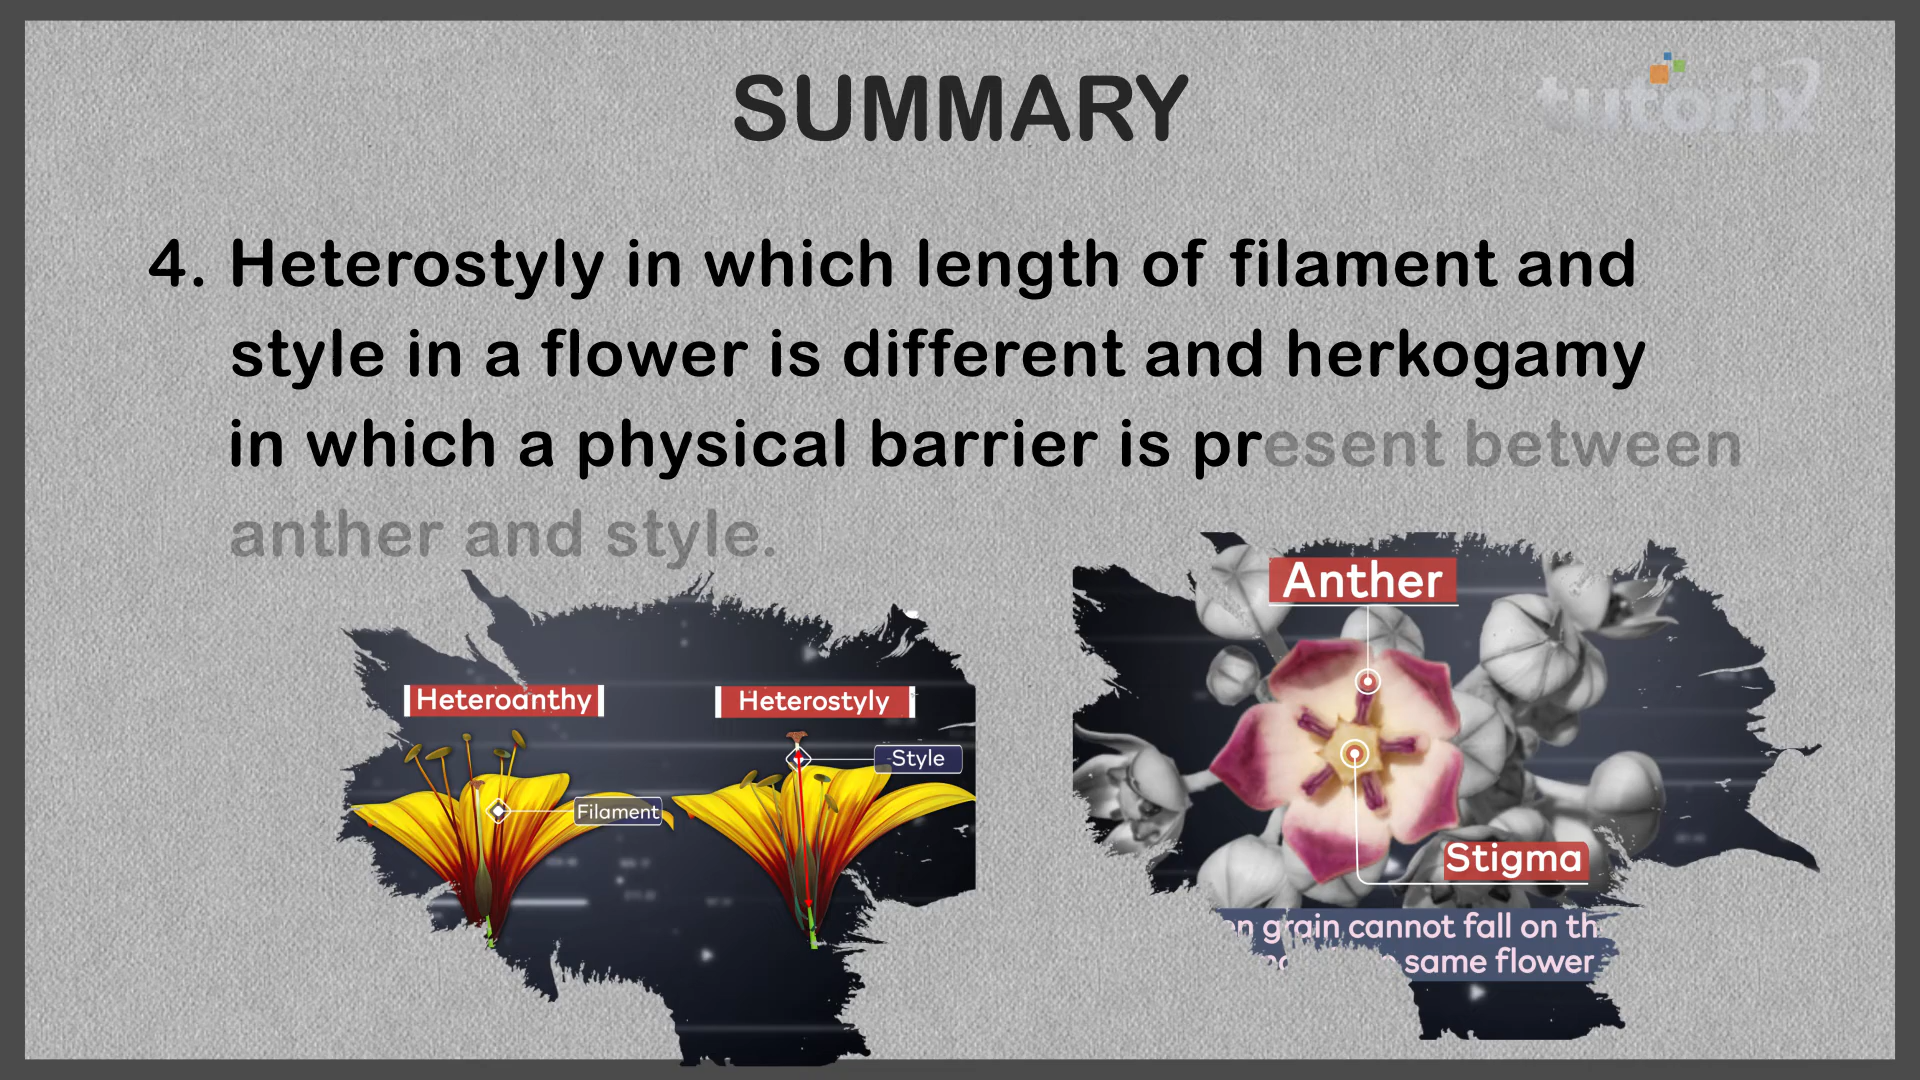 SUMMARY
tutorix
4. Heterostyly in which length of filament and
style in a flower is different and herkogamy
in which a physical barrier is present between
anther and style.
Heteroanthy
Heterostyly
Style
Filament
Anther
Stigma
grain cannot fall on
same flower